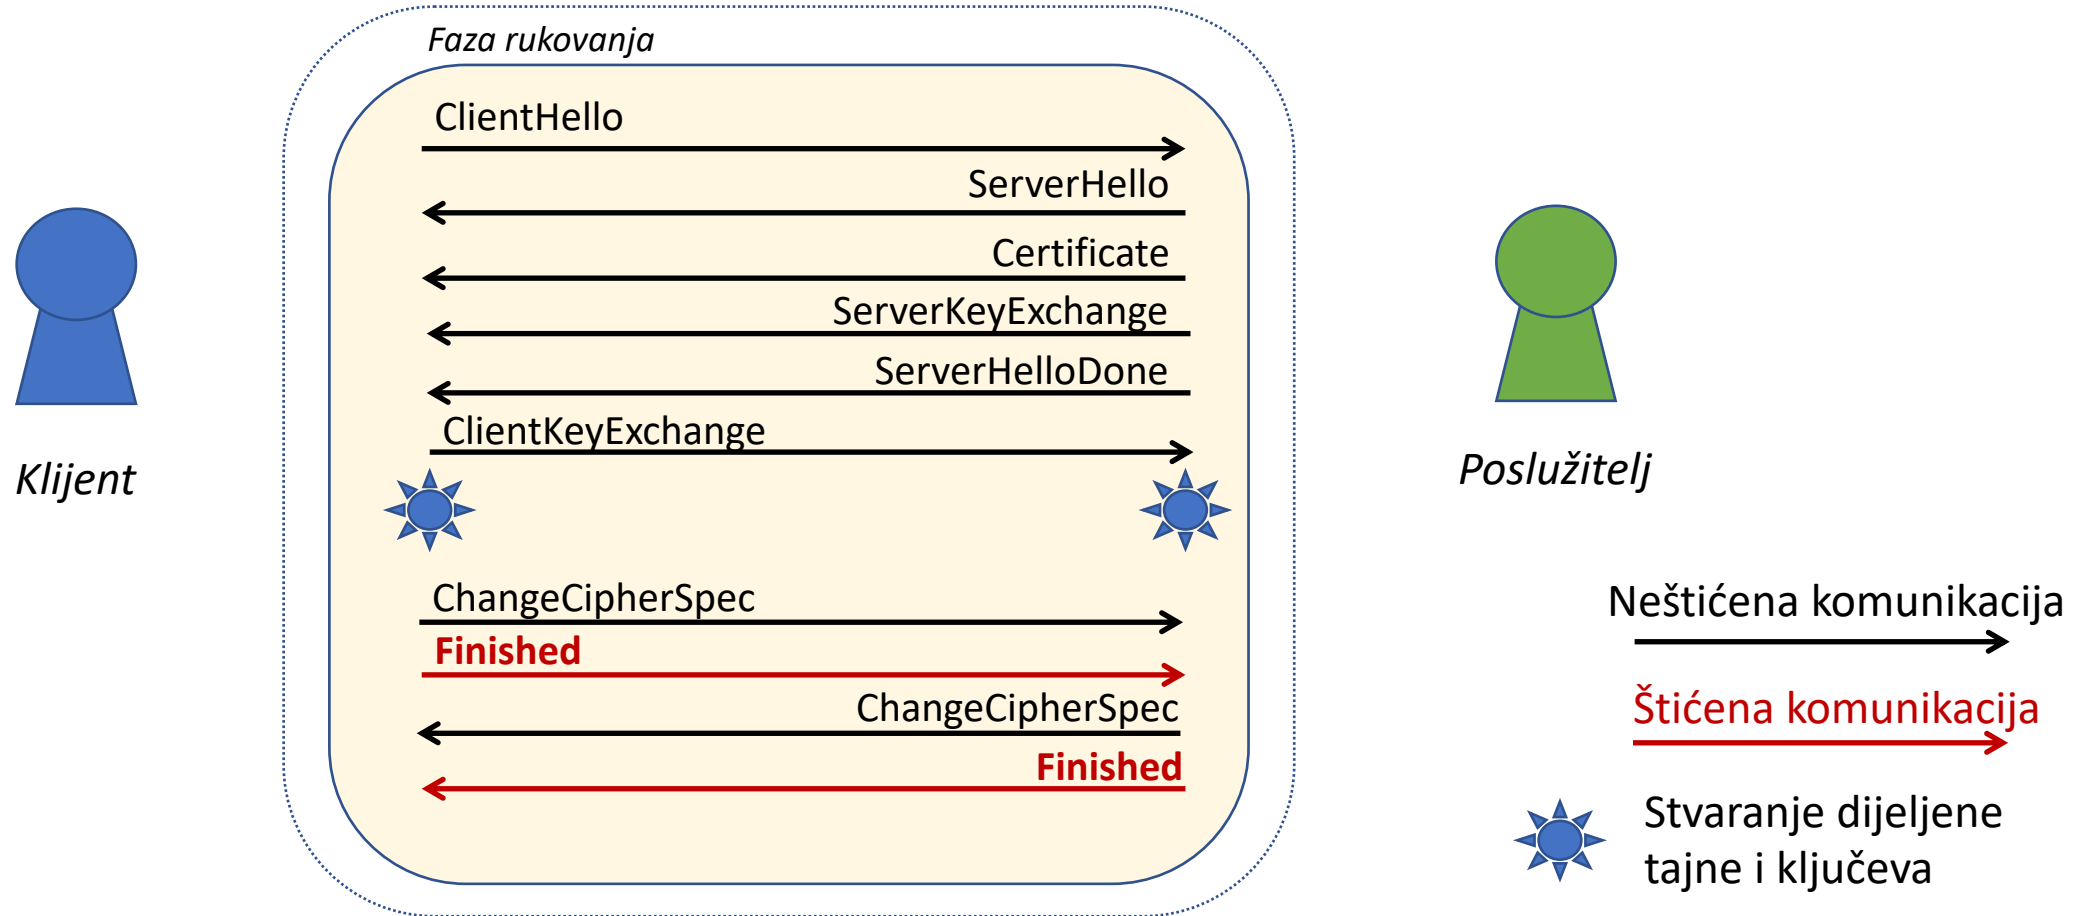 Faza rukovanja
ClientHello
ServerHello
Certificate
ServerKeyExchange
ServerHelloDone
ClientKeyExchange
Klijent
Poslužitelj
ChangeCipherSpec
Finished
ChangeCipherSpec
Finished
Neštićena komunikacija
Štićena komunikacija
Stvaranje dijeljene
tajne i ključeva